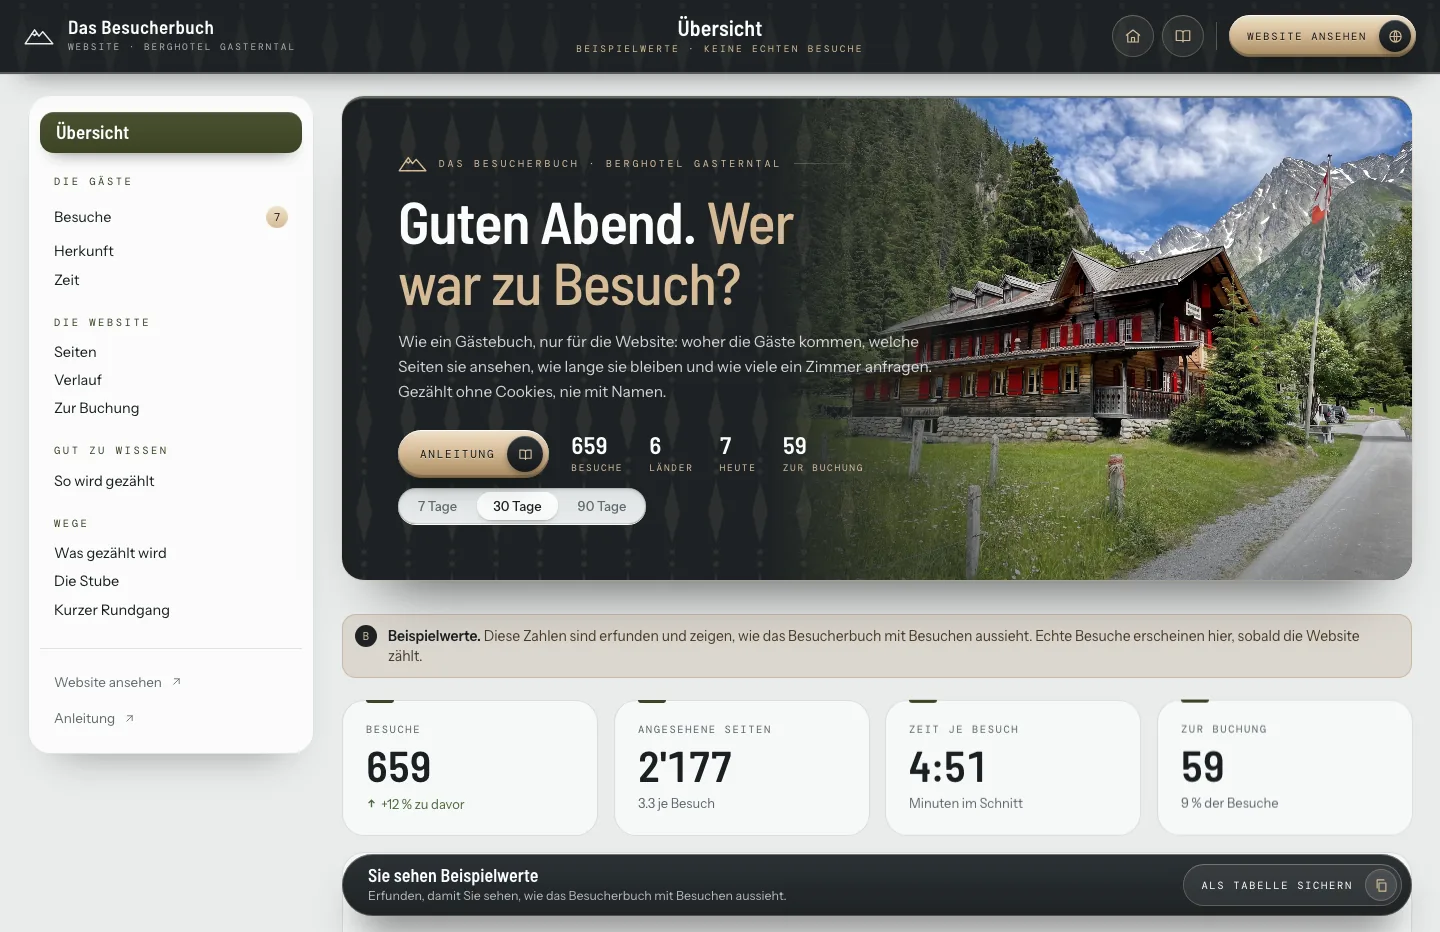 Das Besucherbuch
WEBSITE · BERGHOTEL GASTERNTAL
Übersicht
BEISPIELWERTE · KEINE ECHTEN BESUCHE
WEBSITE ANSEHEN
Übersicht
DIE GÄSTE
Besuche
7
Herkunft
Zeit
DIE WEBSITE
Seiten
Verlauf
Zur Buchung
GUT ZU WISSEN
So wird gezählt
WEGE
Was gezählt wird
Die Stube
Kurzer Rundgang
Website ansehen
Anleitung
DAS BESUCHERBUCH · BERGHOTEL GASTERNTAL
Guten Abend. Wer
war zu Besuch?
Wie ein Gästebuch, nur für die Website: woher die Gäste kommen, welche
Seiten sie ansehen, wie lange sie bleiben und wie viele ein Zimmer anfragen.
Gezählt ohne Cookies, nie mit Namen.
ANLEITUNG
659
BESUCHE
6
LÄNDER
7
HEUTE
59
ZUR BUCHUNG
7 Tage
30 Tage
90 Tage
B
Beispielwerte. Diese Zahlen sind erfunden und zeigen, wie das Besucherbuch mit Besuchen aussieht. Echte Besuche erscheinen hier, sobald die Website
zählt.
BESUCHE
659
+12 % zu davor
ANGESEHENE SEITEN
2'177
3.3 je Besuch
ZEIT JE BESUCH
4:51
Minuten im Schnitt
ZUR BUCHUNG
59
9 % der Besuche
Sie sehen Beispielwerte
Erfunden, damit Sie sehen, wie das Besucherbuch mit Besuchen aussieht.
ALS TABELLE SICHERN